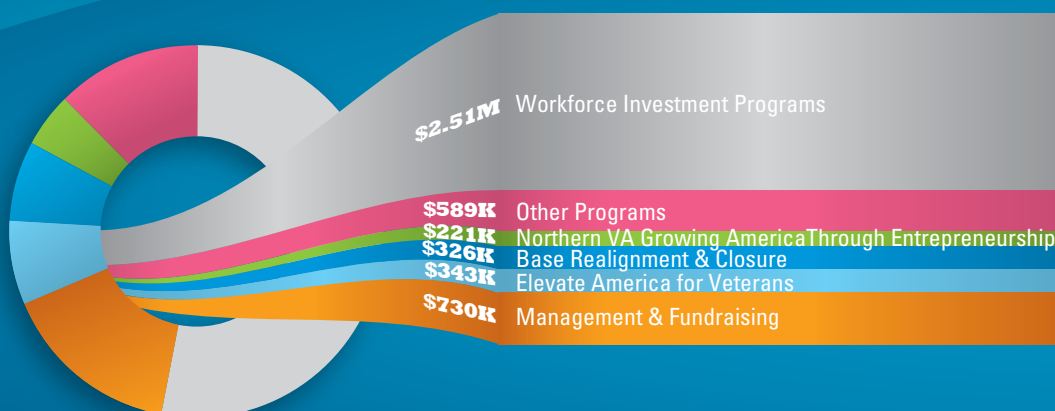 $2.51M Workforce Investment Programs
$589K Other Programs
$221K Northern VA Growing AmericaThrough Entrepreneurship
$326K Base Realignment & Closure
$343K Elevate America for Veterans
$730K Management & Fundraising